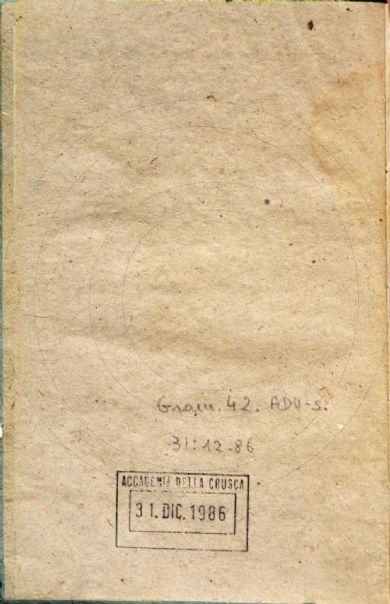 Gram. 42. ADU-s.
31.12.86
ACCADEMIA DELLA CRUSCA
31. DIC. 1986